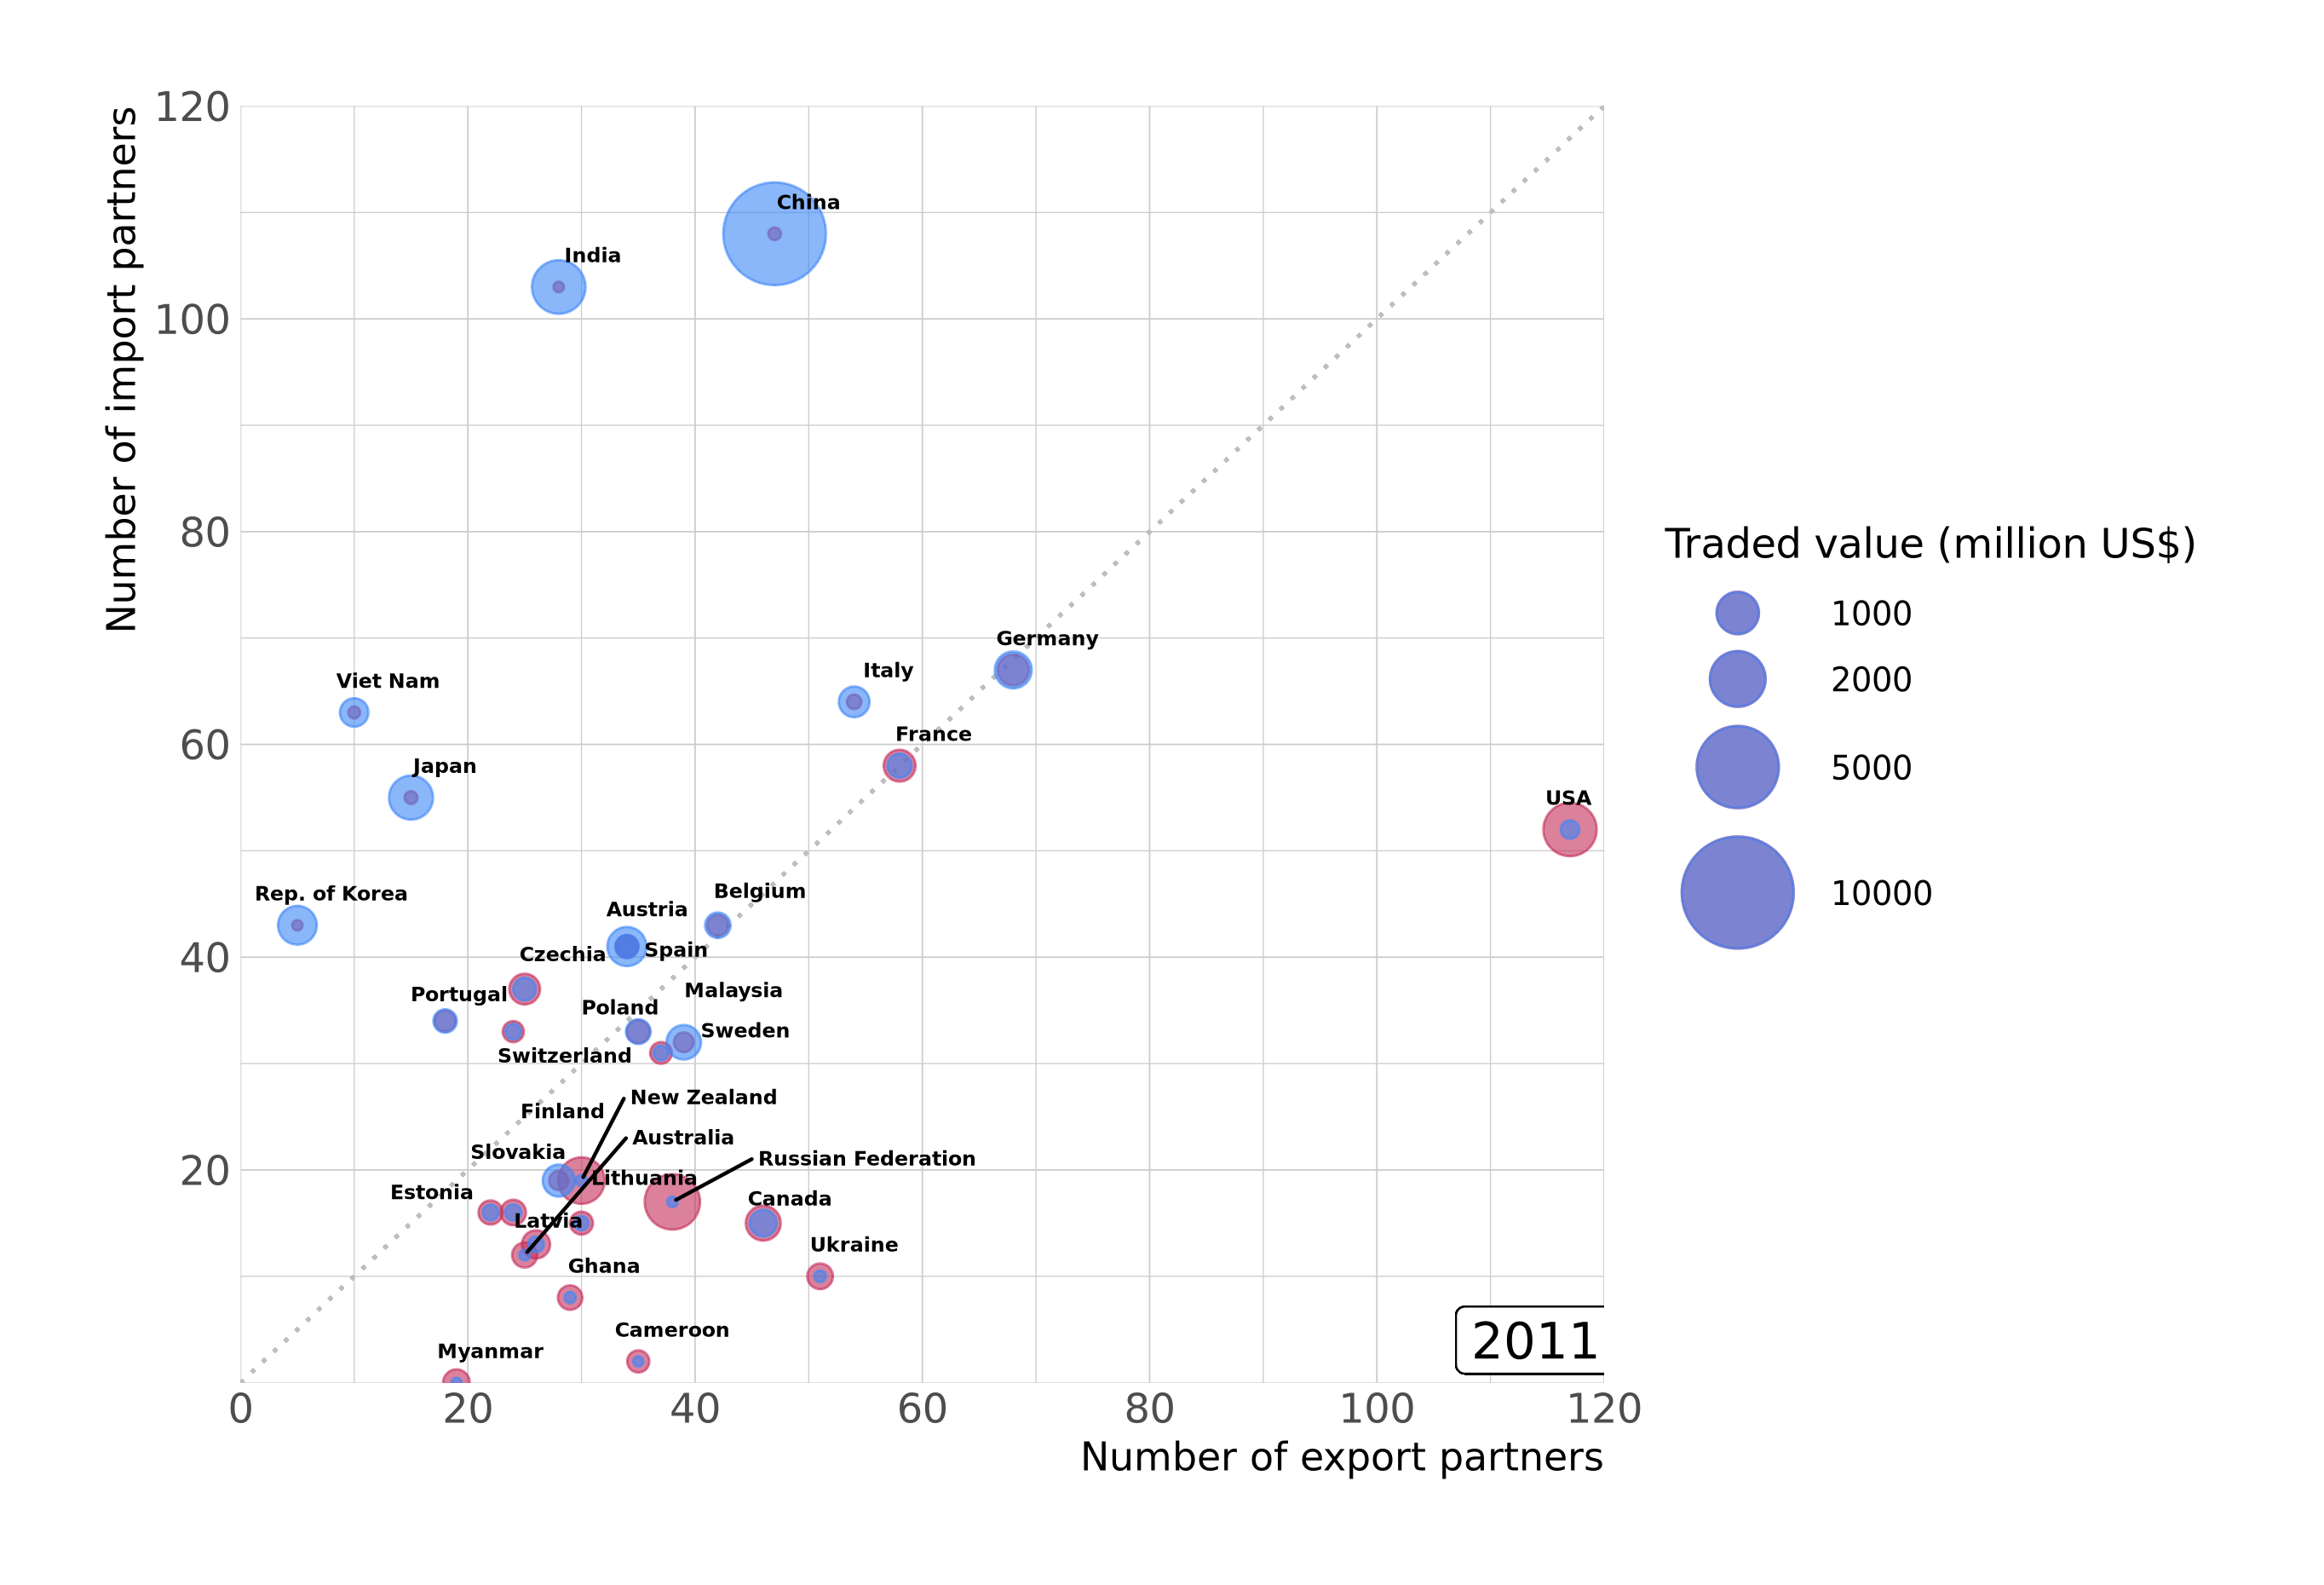 120
100
80
60
40
20
Number of import partners
China
India
Germany
Italy
Viet Nam
France
Japan
USA
Rep. of Korea
Belgium
Austria
Spain
Czechia
Malaysia
Portugal
Poland
Sweden
Switzerland
New Zealand
Finland
Australia
Slovakia
Russian Federation
Lithuania
Estonia
Canada
Latvia
Ukraine
Ghana
Cameroon
Myanmar
2011
0 20 40 60 80 100 120
Number of export partners
Traded value (million US$)
1000
2000
5000
10000